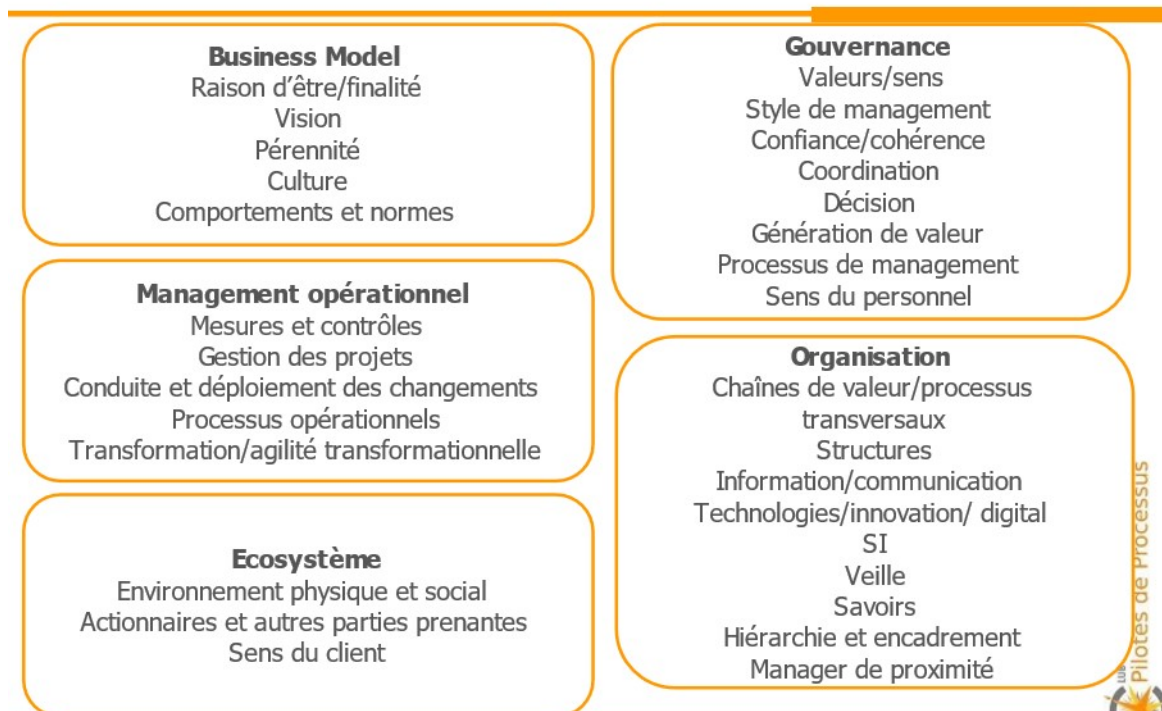 Business Model
Raison d'être/finalité
Vision
Pérennité
Culture
Comportements et normes
Management opérationnel
Mesures et contrôles
Gestion des projets
Conduite et déploiement des changements
Processus opérationnels
Transformation/agilité transformationnelle
Ecosystème
Environnement physique et social
Actionnaires et autres parties prenantes
Sens du client
Gouvernance
Valeurs/sens
Style de management
Confiance/cohérence
Coordination
Décision
Génération de valeur
Processus de management
Sens du personnel
Organisation
Chaînes de valeur/processus
transversaux
Structures
Information/communication
Technologies/innovation/ digital
SI
Veille
Savoirs
Hiérarchie et encadrement
Manager de proximité
LUB
Pilotes de Processus